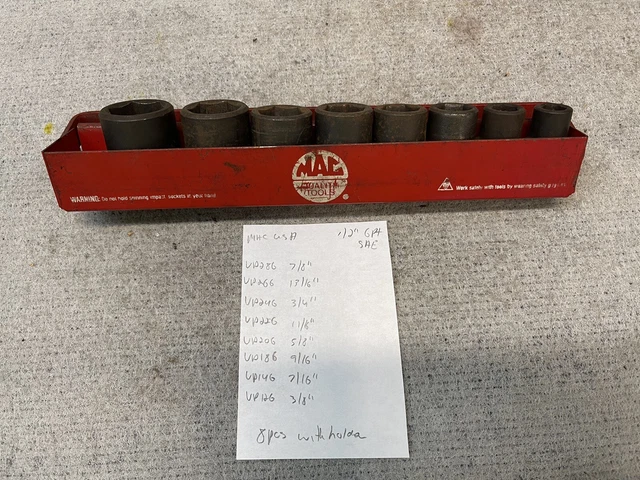 MAC
QUALITY
TOOLS
®
WARNING: Do not hold spinning impact sockets in your hand
Work safely with tools by wearing safety
MAC USA 1/2" 6pt
SAE
VP286 7/8"
VP266 13/16"
VP246 3/4"
VP226 11/16"
VP206 5/8"
VP186 9/16"
VP146 7/16"
VP126 3/8"
8pcs with holder